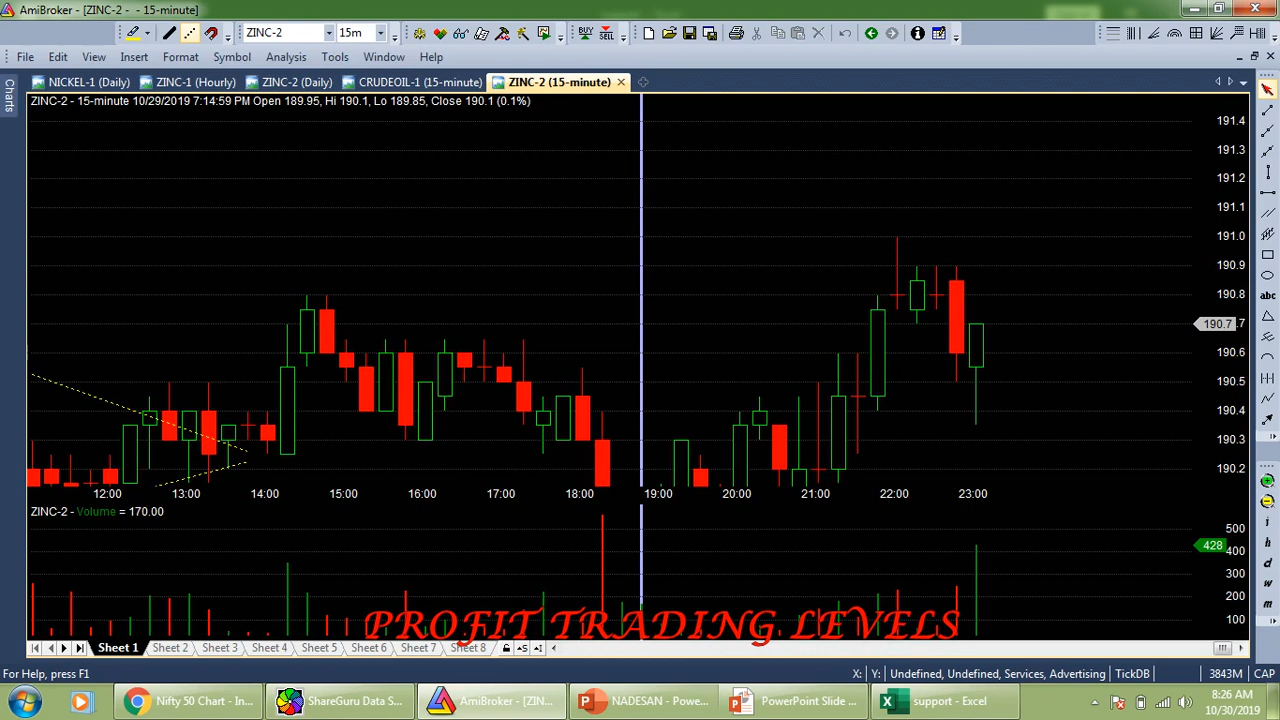 AmiBroker - [ZINC-2 - - 15-minute]
ZINC-2 15m BUY SELL
File Edit View Insert Format Symbol Analysis Tools Window Help
Charts
NICKEL-1 (Daily) ZINC-1 (Hourly) ZINC-2 (Daily) CRUDEOIL-1 (15-minute) ZINC-2 (15-minute)
ZINC-2 - 15-minute 10/29/2019 7:14:59 PM Open 189.95, Hi 190.1, Lo 189.85, Close 190.1 (0.1%)
191.4
191.3
191.2
191.1
191.0
190.9
190.8
190.7 .7
190.6
190.5
190.4
190.3
190.2
abc
12:00 13:00 14:00 15:00 16:00 17:00 18:00 19:00 20:00 21:00 22:00 23:00
ZINC-2 - Volume = 170.00
500
428
400
300
200
100
i
h
d
w
m
PROFIT TRADING LEVELS
Sheet 1 Sheet 2 Sheet 3 Sheet 4 Sheet 5 Sheet 6 Sheet 7 Sheet 8
For Help, press F1 X: Y: Undefined, Undefined, Services, Advertising TickDB 3843M CAP
Nifty 50 Chart - In... ShareGuru Data S... AmiBroker - [ZIN... NADESAN - Powe... PowerPoint Slide ... support - Excel
8:26 AM
10/30/2019